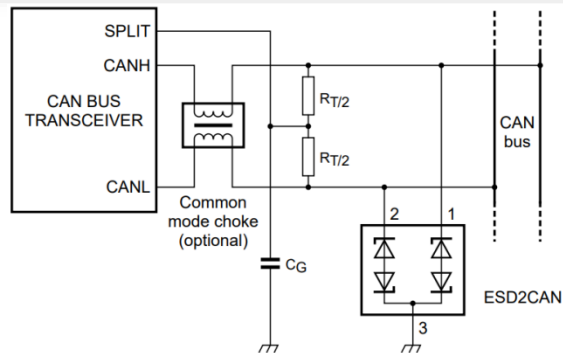 SPLIT
CANH
CAN BUS
TRANSCEIVER
CANL
Common
mode choke
(optional)
RT/2
RT/2
CG
CAN
bus
2
1
3
ESD2CAN